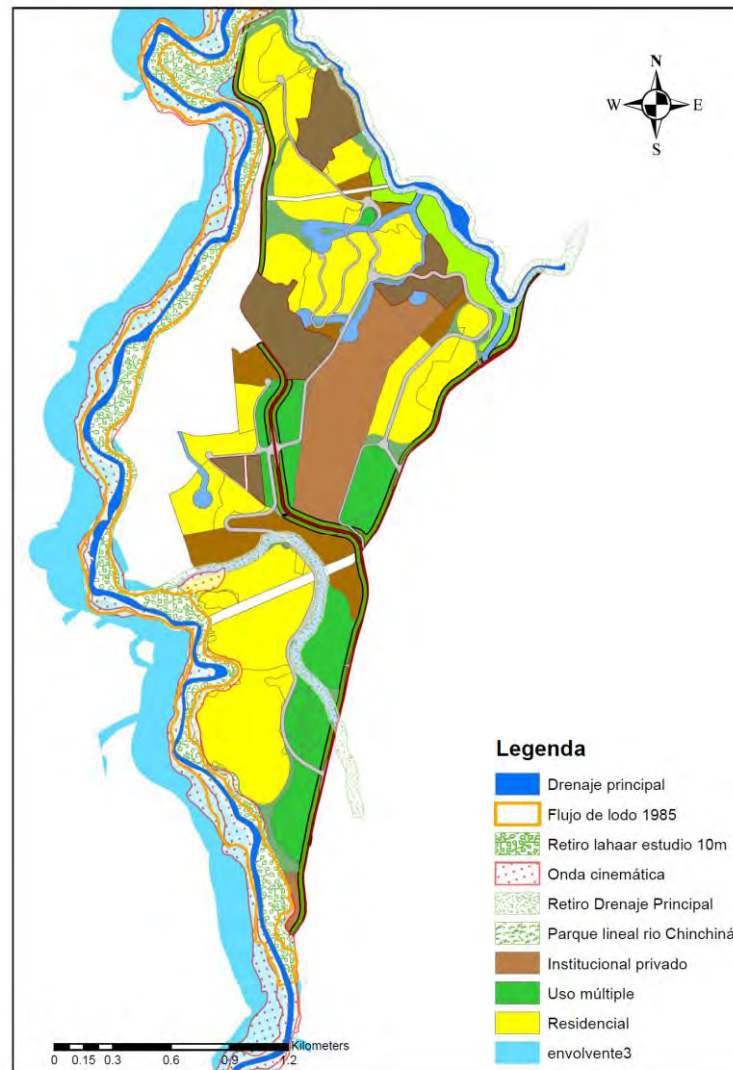 N
W E
S
Legenda
Drenaje principal
Flujo de lodo 1985
Retiro lahaar estudio 10m
Onda cinemática
Retiro Drenaje Principal
Parque lineal rio Chinchiná
Institucional privado
Uso múltiple
Residencial
envolvente3
Kilometers
0 0.15 0.3 0.6 0.9 1.2